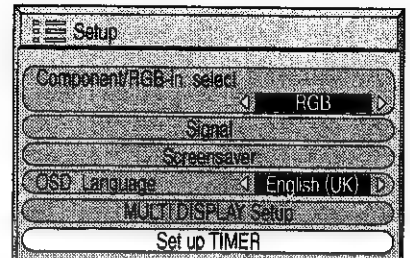 Setup
Component/RGB-in select
RGB
Signal
Screensaver
OSD Language English (UK)
MULTI DISPLAY Setup
Set up TIMER